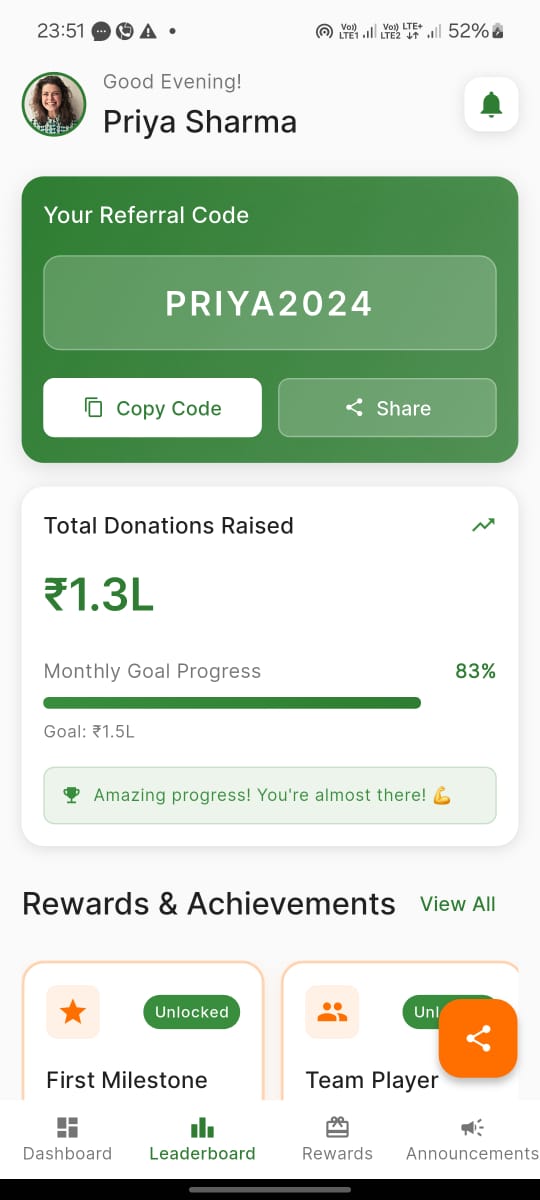 23:51 Vo)) LTE1 Vo)) LTE2 LTE+ 52%
Good Evening!
Priya Sharma
Your Referral Code
PRIYA2024
Copy Code Share
Total Donations Raised
₹1.3L
Monthly Goal Progress 83%
Goal: ₹1.5L
Amazing progress! You're almost there! 💪
Rewards & Achievements View All
Unlocked
First Milestone Team Player
Dashboard Leaderboard Rewards Announcements